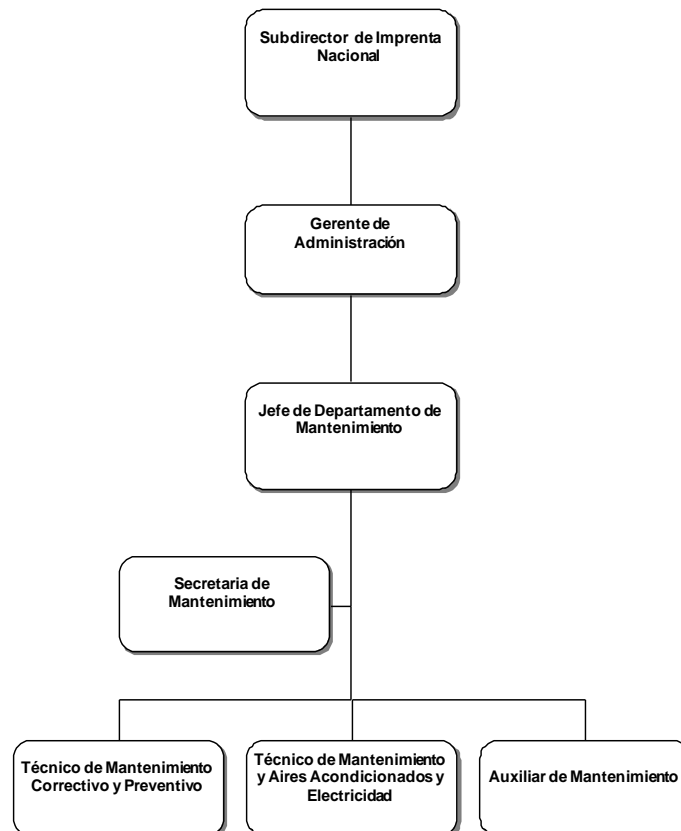 Subdirector de Imprenta
Nacional
Gerente de
Administración
Jefe de Departamento de
Mantenimiento
Secretaria de
Mantenimiento
Técnico de Mantenimiento
Correctivo y Preventivo
Técnico de Mantenimiento
y Aires Acondicionados y
Electricidad
Auxiliar de Mantenimiento